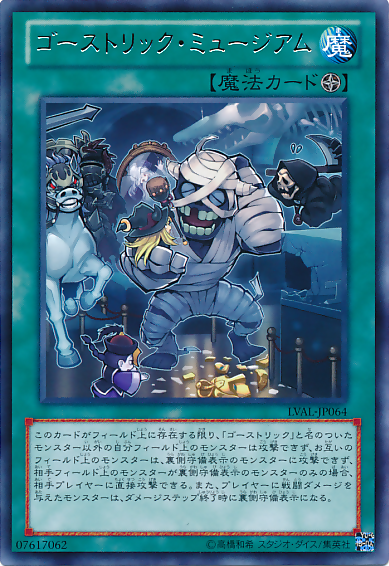 ゴーストリック・ミュージアム
魔
【魔法カード】
LVAL-JP064
このカードがフィールド上に存在する限り、「ゴーストリック」と名のついた
モンスター以外の自分フィールド上のモンスターは攻撃できず、お互いの
フィールド上のモンスターは、裏側守備表示のモンスターに攻撃できず、
相手フィールド上のモンスターが裏側守備表示のモンスターのみの場合、
相手プレイヤーに直接攻撃できる。また、プレイヤーに戦闘ダメージを
与えたモンスターは、ダメージステップ終了時に裏側守備表示になる。
07617062
©高橋和希 スタジオ・ダイス/集英社